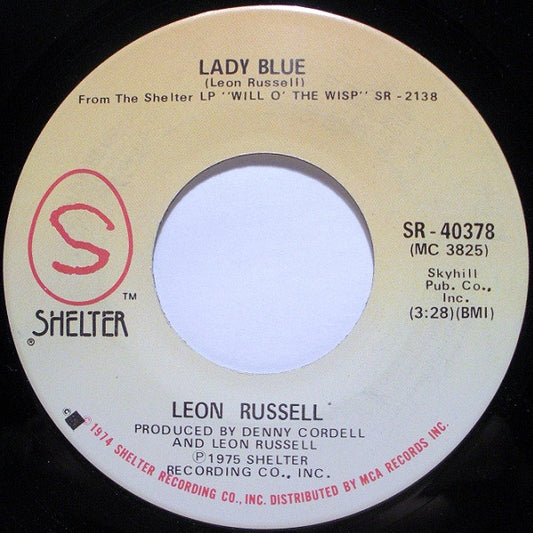 LADY BLUE
(Leon Russell)
From The Shelter LP "WILL O' THE WISP" SR-2138
S
TM
SHELTER
®
SR-40378
(MC 3825)
Skyhill
Pub. Co.,
Inc.
(3:28)(BMI)
LEON RUSSELL
PRODUCED BY DENNY CORDELL
AND LEON RUSSELL
Ⓟ1975 SHELTER
RECORDING CO., INC.
©1974 SHELTER RECORDING CO., INC. DISTRIBUTED BY MCA RECORDS INC.